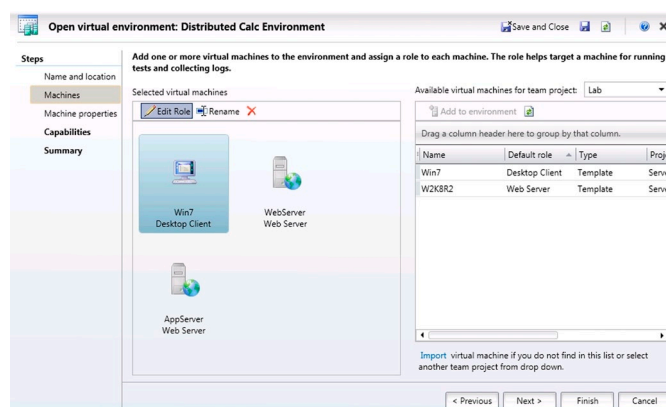 Open virtual environment: Distributed Calc Environment
Save and Close
Steps
Name and location
Machines
Machine properties
Capabilities
Summary
Add one or more virtual machines to the environment and assign a role to each machine. The role helps target a machine for running
tests and collecting logs.
Selected virtual machines
Edit Role Rename
Win7
Desktop Client
WebServer
Web Server
AppServer
Web Server
Available virtual machines for team project: Lab
Add to environment
Drag a column header here to group by that column.
Name Default role Type Proje
Win7 Desktop Client Template Serve
W2K8R2 Web Server Template Serve
Import virtual machine if you do not find in this list or select
another team project from drop down.
< Previous Next > Finish Cancel